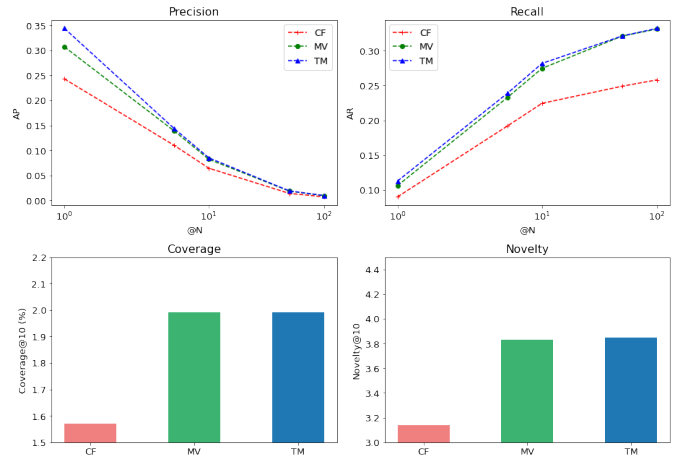 Precision
AP
0.35
0.30
0.25
0.20
0.15
0.10
0.05
0.00
10⁰
10¹
10²
@N
CF
MV
TM
Recall
AR
0.30
0.25
0.20
0.15
0.10
10⁰
10¹
10²
@N
CF
MV
TM
Coverage
Coverage@10 (%)
2.2
2.1
2.0
1.9
1.8
1.7
1.6
1.5
CF
MV
TM
Novelty
Novelty@10
4.4
4.2
4.0
3.8
3.6
3.4
3.2
3.0
CF
MV
TM